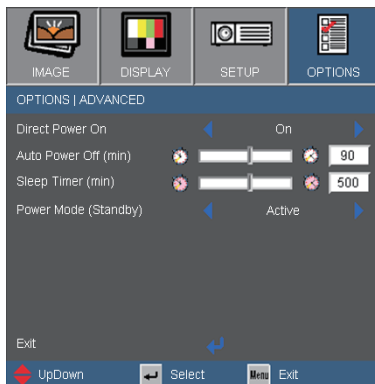 IMAGE DISPLAY SETUP OPTIONS
OPTIONS | ADVANCED
Direct Power On On
Auto Power Off (min) 90
Sleep Timer (min) 500
Power Mode (Standby) Active
Exit
UpDown Select Menu Exit